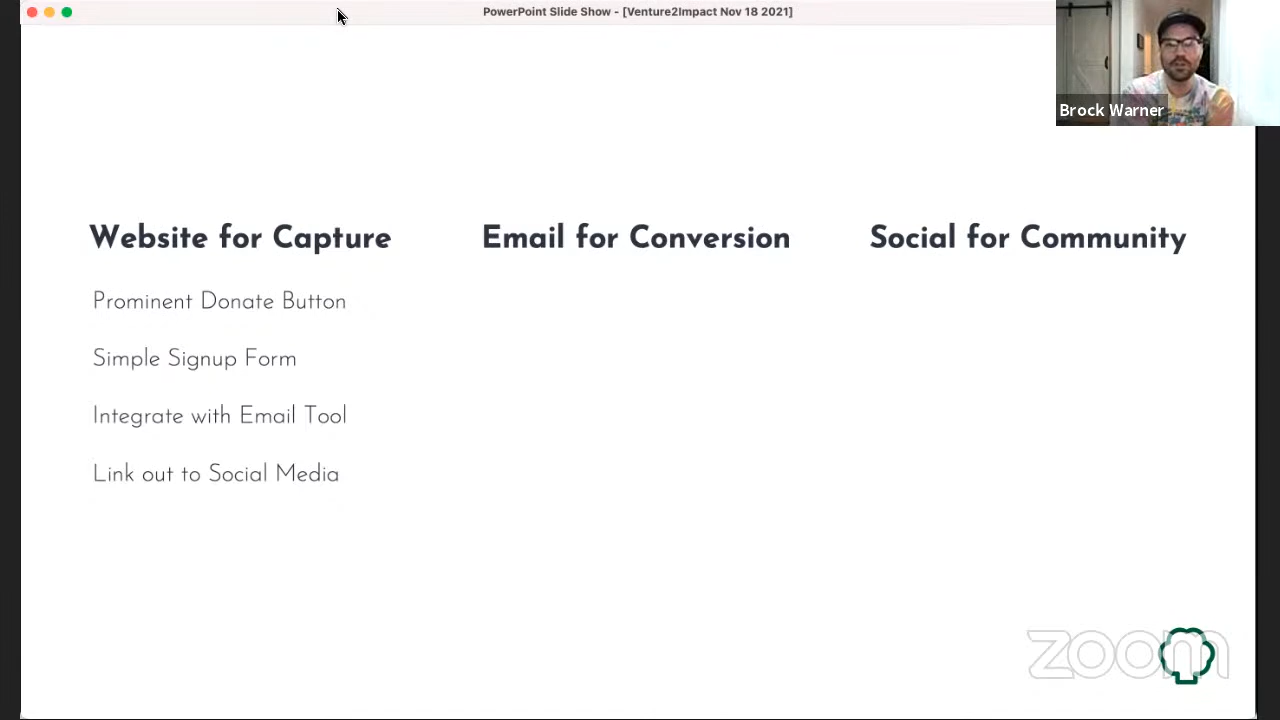 PowerPoint Slide Show - [Venture2Impact Nov 18 2021]
Brock Warner
Website for Capture
Prominent Donate Button
Simple Signup Form
Integrate with Email Tool
Link out to Social Media
Email for Conversion
Social for Community
zoom